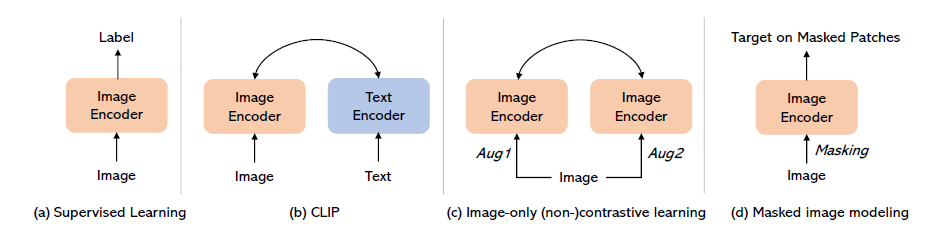 Label
Image
Encoder
Image
(a) Supervised Learning
Image
Encoder
Text
Encoder
Image
Text
(b) CLIP
Image
Encoder
Image
Encoder
Aug1
Aug2
Image
(c) Image-only (non-)contrastive learning
Target on Masked Patches
Image
Encoder
Masking
Image
(d) Masked image modeling